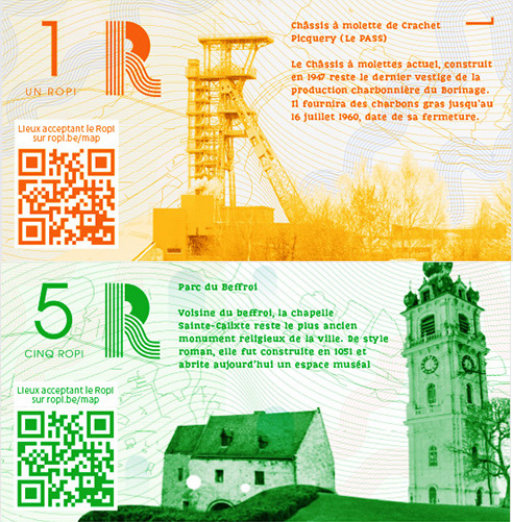 1
UN ROPI
R
Châssis à molette de Crachet
Picquery (Le PASS)
1
Le Châssis à molettes actuel, construit
en 1947 reste le dernier vestige de la
production charbonnière du Borinage.
Il fournira des charbons gras jusqu'au
16 juillet 1960, date de sa fermeture.
Lieux acceptant le Ropi
sur ropi.be/map
5
CINQ ROPI
R
Parc du Beffroi
Voisine du beffroi, la chapelle
Sainte-Calixte reste le plus ancien
monument religieux de la ville. De style
roman, elle fut construite en 1051 et
abrite aujourd'hui un espace muséal
Lieux acceptant le Ropi
sur ropi.be/map